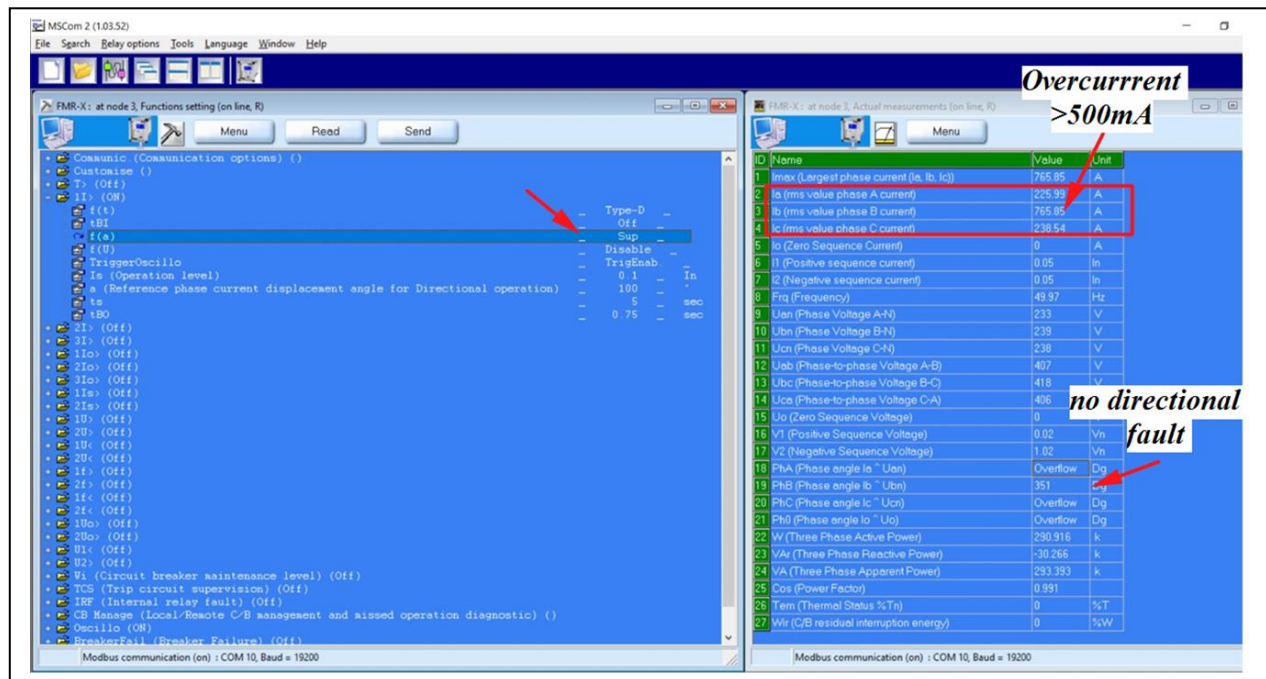 MSCom 2 (1.03.52)
File Search Relay options Tools Language Window Help
Overcurrrent
>500mA
FMR-X : at node 3, Functions setting (on line, R)
Menu Read Send
Communic.(Communication options) ()
Customise ()
T> (Off)
1I> (ON)
f(t) _ Type-D _
tBI _ Off _
f(a) _ Sup _
f(U) _ Disable _
TriggerOscillo _ TrigEnab. _
Is (Operation level) _ 0.1 _ In
a (Reference phase current displacement angle for Directional operation) _ 100 _ °
ts _ 5 _ sec
tBO _ 0.75 _ sec
2I> (Off)
3I> (Off)
1Io> (Off)
2Io> (Off)
3Io> (Off)
1Is> (Off)
2Is> (Off)
1U> (Off)
2U> (Off)
1U< (Off)
2U< (Off)
1f> (Off)
2f> (Off)
1f< (Off)
2f< (Off)
1Uo> (Off)
2Uo> (Off)
U1< (Off)
U2> (Off)
Wi (Circuit breaker maintenance level) (Off)
TCS (Trip circuit supervision) (Off)
IRF (Internal relay fault) (Off)
CB Manage (Local/Remote C/B management and missed operation diagnostic) ()
Oscillo (ON)
BreakerFail (Breaker Failure) (Off)
Modbus communication (on) : COM 10, Baud = 19200
FMR-X : at node 3, Actual measurements (on line, R)
Menu
ID Name Value Unit
1 Imax (Largest phase current (Ia, Ib, Ic)) 765.85 A
2 Ia (rms value phase A current) 225.99 A
3 Ib (rms value phase B current) 765.85 A
4 Ic (rms value phase C current) 238.54 A
5 Io (Zero Sequence Current) 0 A
6 I1 (Positive sequence current) 0.05 In
7 I2 (Negative sequence current) 0.05 In
8 Frq (Frequency) 49.97 Hz
9 Uan (Phase Voltage A-N) 233 V
10 Ubn (Phase Voltage B-N) 239 V
11 Ucn (Phase Voltage C-N) 238 V
12 Uab (Phase-to-phase Voltage A-B) 407 V
13 Ubc (Phase-to-phase Voltage B-C) 418 V
14 Uca (Phase-to-phase Voltage C-A) 406
no directional
fault
15 Uo (Zero Sequence Voltage) 0
16 V1 (Positive Sequence Voltage) 0.02 Vn
17 V2 (Negative Sequence Voltage) 1.02 Vn
18 PhA (Phase angle Ia ^ Uan) Overflow Dg
19 PhB (Phase angle Ib ^ Ubn) 351 Dg
20 PhC (Phase angle Ic ^ Ucn) Overflow Dg
21 Ph0 (Phase angle Io ^ Uo) Overflow Dg
22 W (Three Phase Active Power) 290.916 k
23 VAr (Three Phase Reactive Power) -30.266 k
24 VA (Three Phase Apparent Power) 293.393 k
25 Cos (Power Factor) 0.991
26 Tem (Thermal Status %Tn) 0 %T
27 Wir (C/B residual interruption energy) 0 %W
Modbus communication (on) : COM 10, Baud = 19200